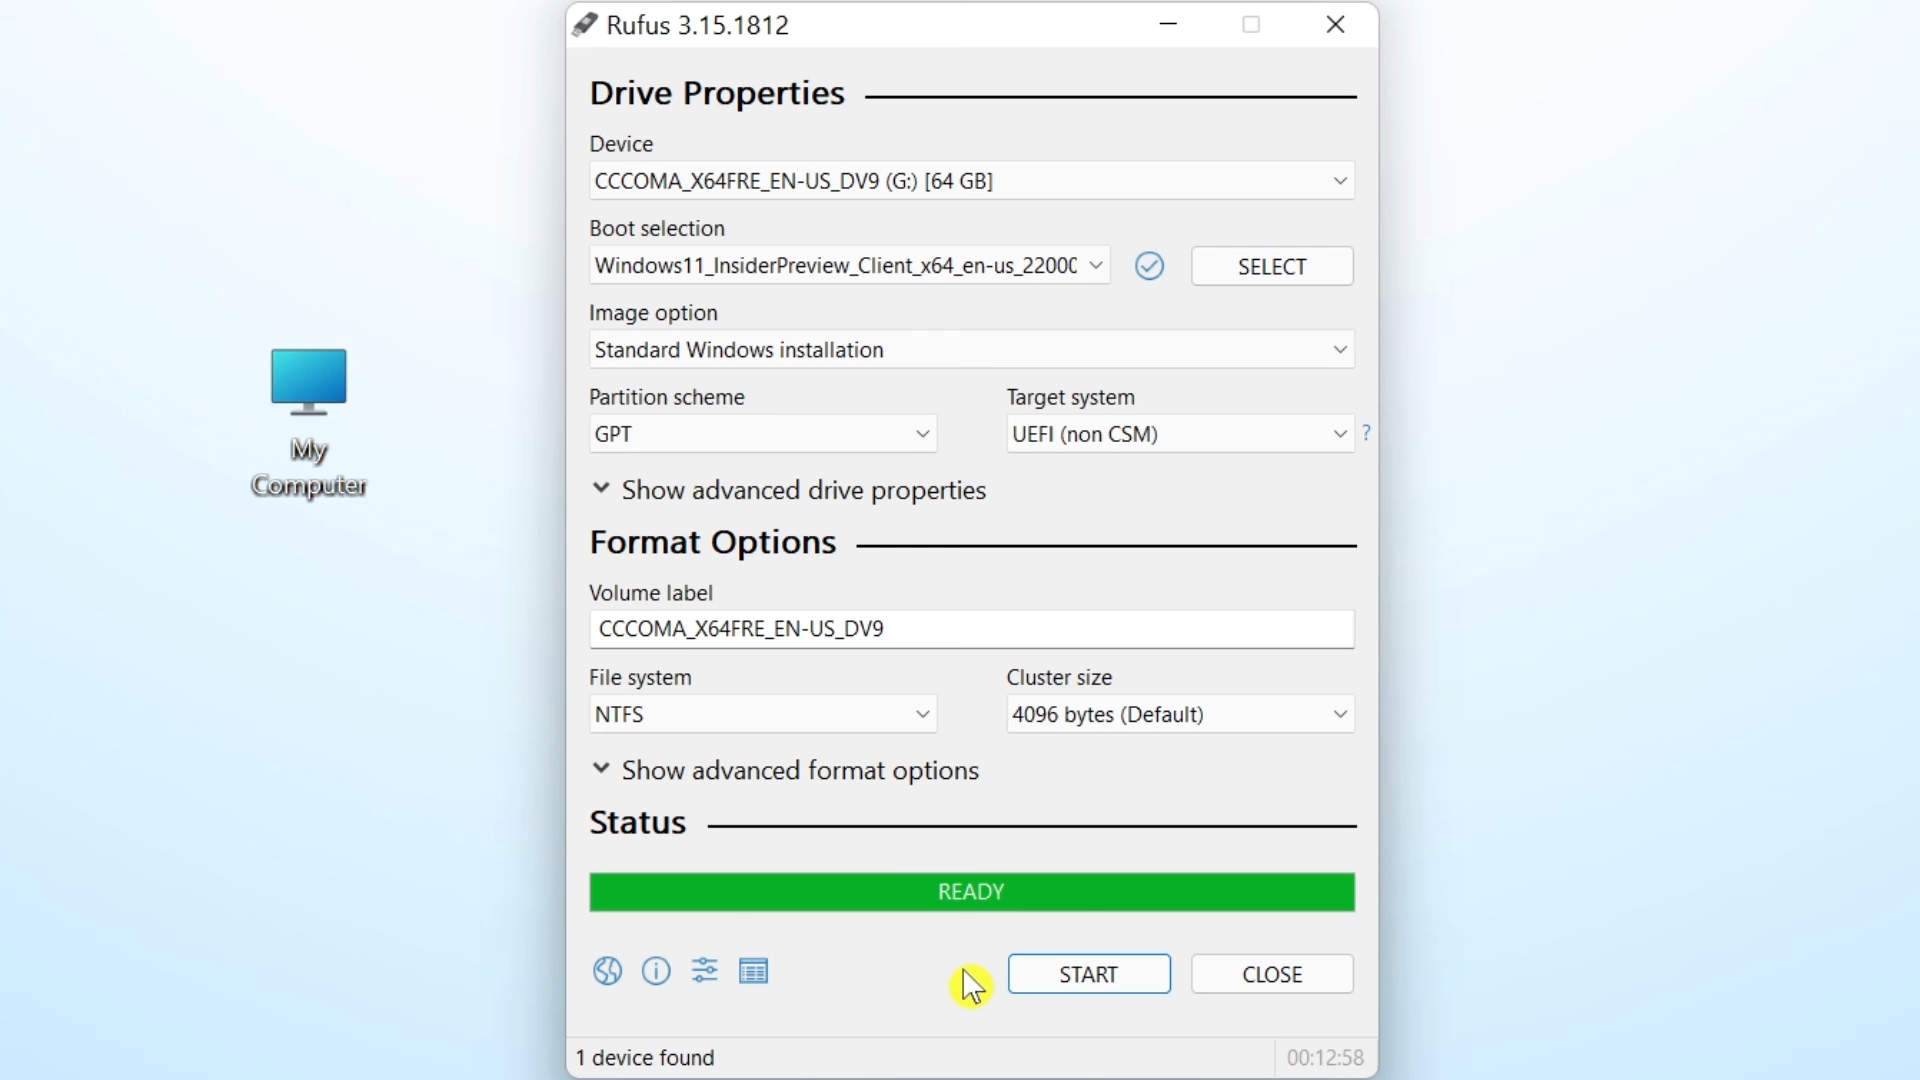 Rufus 3.15.1812
Drive Properties
Device
CCCOMA_X64FRE_EN-US_DV9 (G:) [64 GB]
Boot selection
Windows11_InsiderPreview_Client_x64_en-us_22000
SELECT
Image option
Standard Windows installation
Partition scheme
Target system
GPT
UEFI (non CSM)
?
Show advanced drive properties
Format Options
Volume label
CCCOMA_X64FRE_EN-US_DV9
File system
Cluster size
NTFS
4096 bytes (Default)
Show advanced format options
Status
READY
START
CLOSE
1 device found
00:12:58
My
Computer